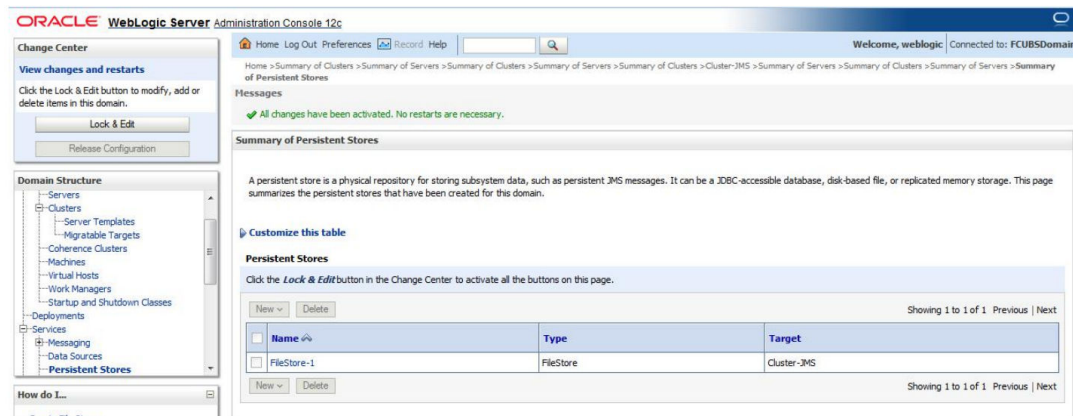 ORACLE WebLogic Server Administration Console 12c
Change Center
View changes and restarts
Click the Lock & Edit button to modify, add or
delete items in this domain.
Lock & Edit
Release Configuration
Domain Structure
Servers
Clusters
Server Templates
Migratable Targets
Coherence Clusters
Machines
Virtual Hosts
Work Managers
Startup and Shutdown Classes
Deployments
Services
Messaging
Data Sources
Persistent Stores
How do I...
Home Log Out Preferences Record Help
Welcome, weblogic Connected to: FCUBSDomain
Home >Summary of Clusters >Summary of Servers >Summary of Clusters >Summary of Servers >Summary of Clusters >Cluster-JMS >Summary of Servers >Summary of Clusters >Summary of Servers >Summary
of Persistent Stores
Messages
All changes have been activated. No restarts are necessary.
Summary of Persistent Stores
A persistent store is a physical repository for storing subsystem data, such as persistent JMS messages. It can be a JDBC-accessible database, disk-based file, or replicated memory storage. This page
summarizes the persistent stores that have been created for this domain.
Customize this table
Persistent Stores
Click the Lock & Edit button in the Change Center to activate all the buttons on this page.
New Delete
Showing 1 to 1 of 1 Previous | Next
Name Type Target
FileStore-1 FileStore Cluster-JMS
New Delete
Showing 1 to 1 of 1 Previous | Next